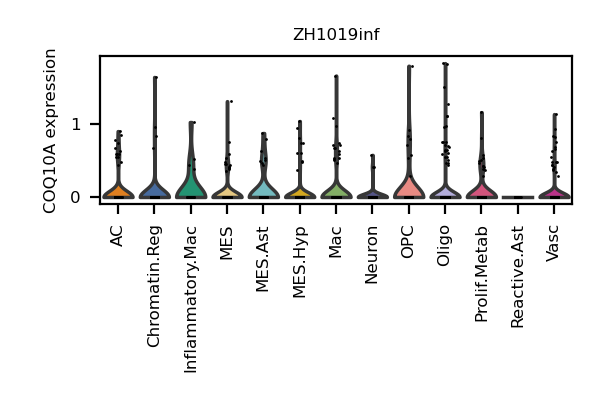 ZH1019inf
COQ10A expression
1
0
AC
Chromatin.Reg
Inflammatory.Mac
MES
MES.Ast
MES.Hyp
Mac
Neuron
OPC
Oligo
Prolif.Metab
Reactive.Ast
Vasc